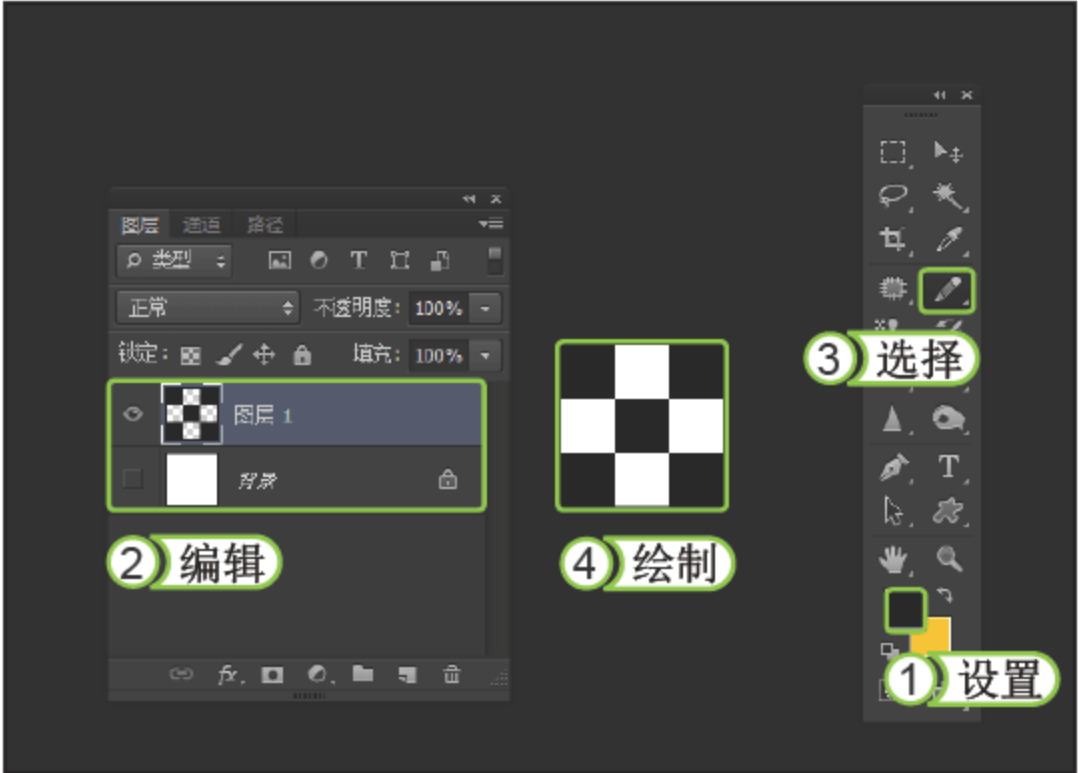 图层 通道 路径
类型 T
正常 不透明度: 100%
锁定: 填充: 100%
图层 1
背景
fx.
② 编辑
④ 绘制
③ 选择
T
① 设置